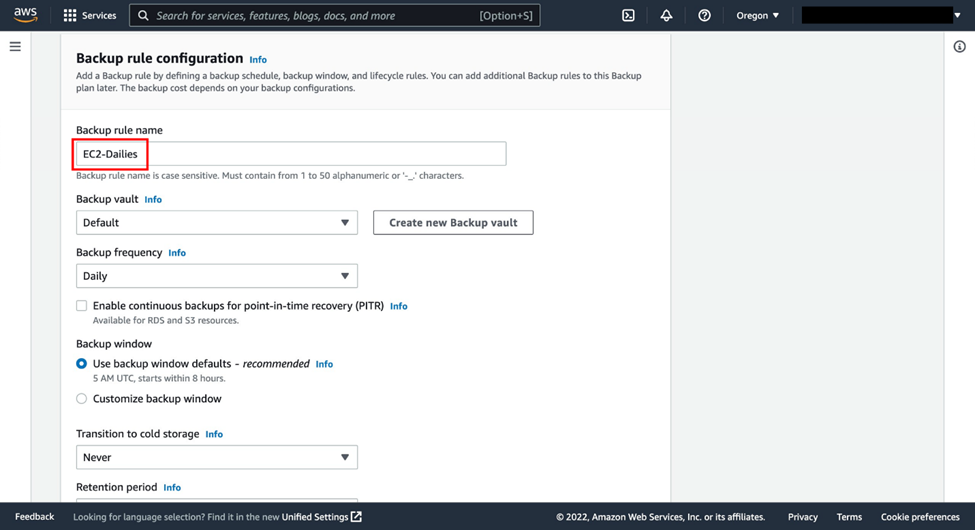 aws
Services
Search for services, features, blogs, docs, and more
[Option+S]
Oregon
Backup rule configuration Info
Add a Backup rule by defining a backup schedule, backup window, and lifecycle rules. You can add additional Backup rules to this Backup
plan later. The backup cost depends on your backup configurations.
Backup rule name
EC2-Dailies
Backup rule name is case sensitive. Must contain from 1 to 50 alphanumeric or '-_.' characters.
Backup vault Info
Default
Create new Backup vault
Backup frequency Info
Daily
Enable continuous backups for point-in-time recovery (PITR) Info
Available for RDS and S3 resources.
Backup window
Use backup window defaults - recommended Info
5 AM UTC, starts within 8 hours.
Customize backup window
Transition to cold storage Info
Never
Retention period Info
Feedback
Looking for language selection? Find it in the new Unified Settings
© 2022, Amazon Web Services, Inc. or its affiliates.
Privacy
Terms
Cookie preferences